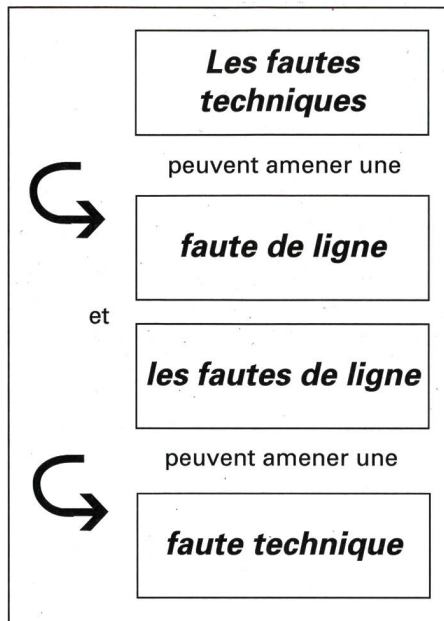 Les fautes
techniques
peuvent amener une
faute de ligne
et
les fautes de ligne
peuvent amener une
faute technique